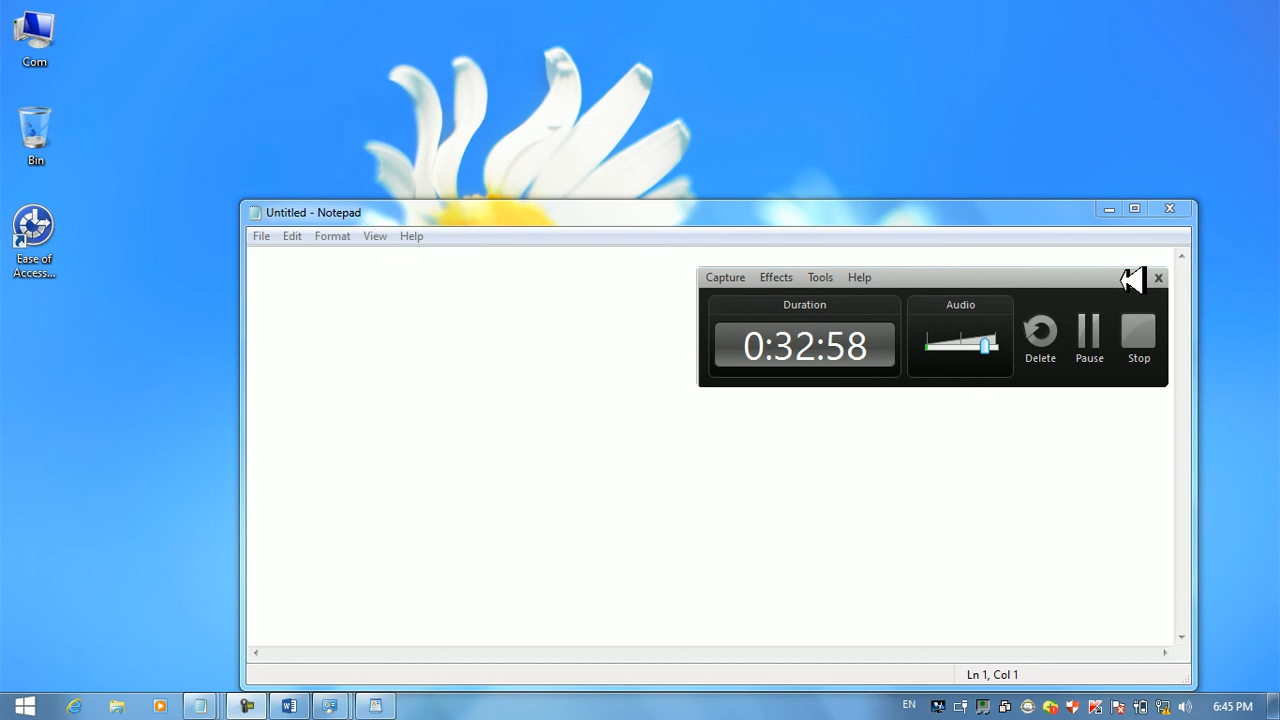 Com
Bin
Ease of
Access...
Untitled - Notepad
File Edit Format View Help
Capture Effects Tools Help
Duration
Audio
0:32:58
Delete
Pause
Stop
Ln 1, Col 1
EN
6:45 PM